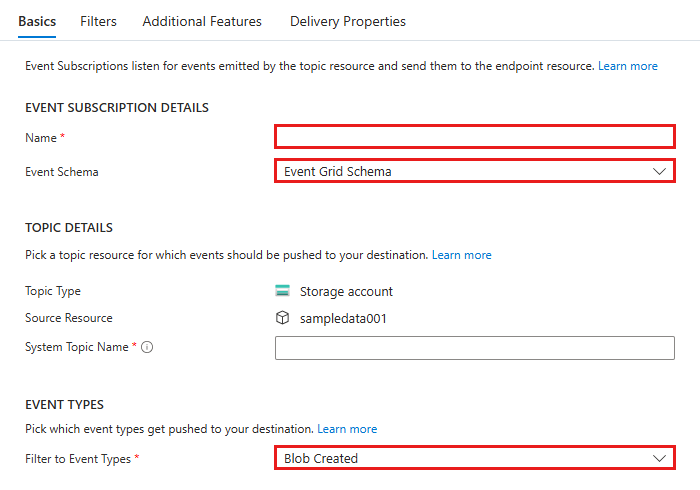 Basics Filters Additional Features Delivery Properties
Event Subscriptions listen for events emitted by the topic resource and send them to the endpoint resource. Learn more
EVENT SUBSCRIPTION DETAILS
Name *
Event Schema Event Grid Schema
TOPIC DETAILS
Pick a topic resource for which events should be pushed to your destination. Learn more
Topic Type Storage account
Source Resource sampledata001
System Topic Name *
EVENT TYPES
Pick which event types get pushed to your destination. Learn more
Filter to Event Types * Blob Created